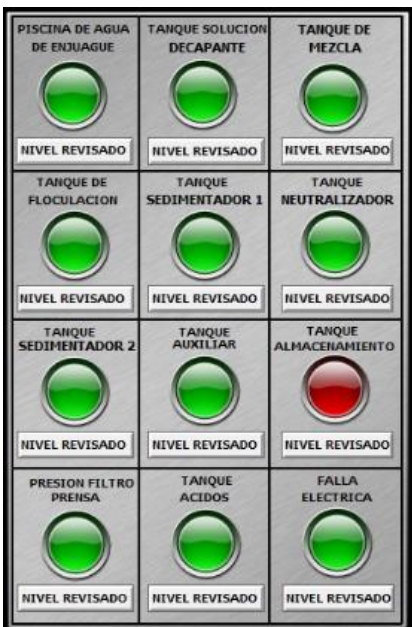 PISCINA DE AGUA
DE ENJUAGUE
NIVEL REVISADO
TANQUE SOLUCION
DECAPANTE
NIVEL REVISADO
TANQUE DE
MEZCLA
NIVEL REVISADO
TANQUE DE
FLOCULACION
NIVEL REVISADO
TANQUE
SEDIMENTADOR 1
NIVEL REVISADO
TANQUE
NEUTRALIZADOR
NIVEL REVISADO
TANQUE
SEDIMENTADOR 2
NIVEL REVISADO
TANQUE
AUXILIAR
NIVEL REVISADO
TANQUE
ALMACENAMIENTO
NIVEL REVISADO
PRESION FILTRO
PRENSA
NIVEL REVISADO
TANQUE
ACIDOS
NIVEL REVISADO
FALLA
ELECTRICA
NIVEL REVISADO